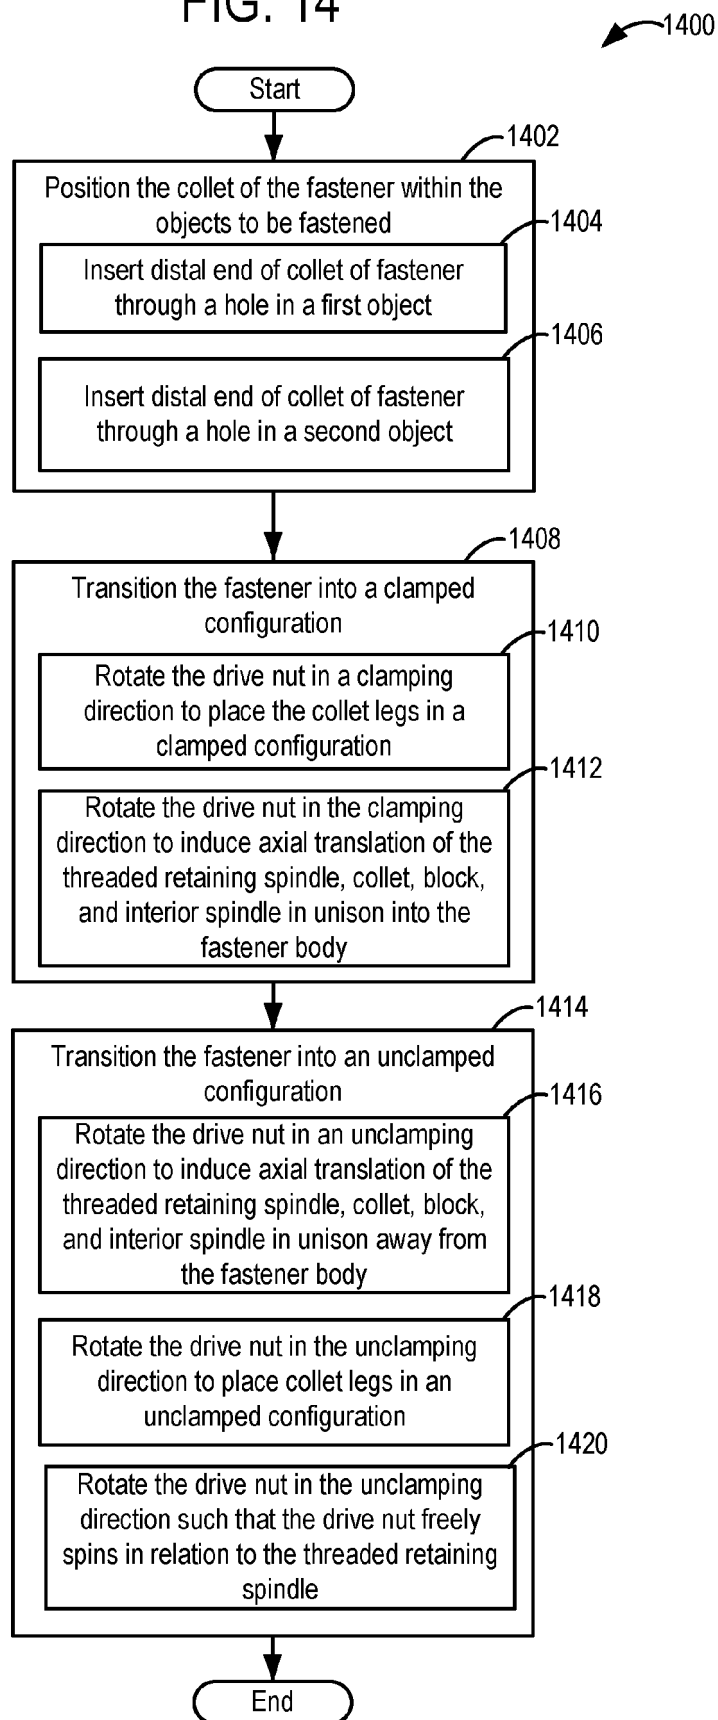 FIG. 14
1400
Start
1402
Position the collet of the fastener within the
objects to be fastened
1404
Insert distal end of collet of fastener
through a hole in a first object
1406
Insert distal end of collet of fastener
through a hole in a second object
1408
Transition the fastener into a clamped
configuration
1410
Rotate the drive nut in a clamping
direction to place the collet legs in a
clamped configuration
1412
Rotate the drive nut in the clamping
direction to induce axial translation of the
threaded retaining spindle, collet, block,
and interior spindle in unison into the
fastener body
1414
Transition the fastener into an unclamped
configuration
1416
Rotate the drive nut in an unclamping
direction to induce axial translation of the
threaded retaining spindle, collet, block,
and interior spindle in unison away from
the fastener body
1418
Rotate the drive nut in the unclamping
direction to place collet legs in an
unclamped configuration
1420
Rotate the drive nut in the unclamping
direction such that the drive nut freely
spins in relation to the threaded retaining
spindle
End